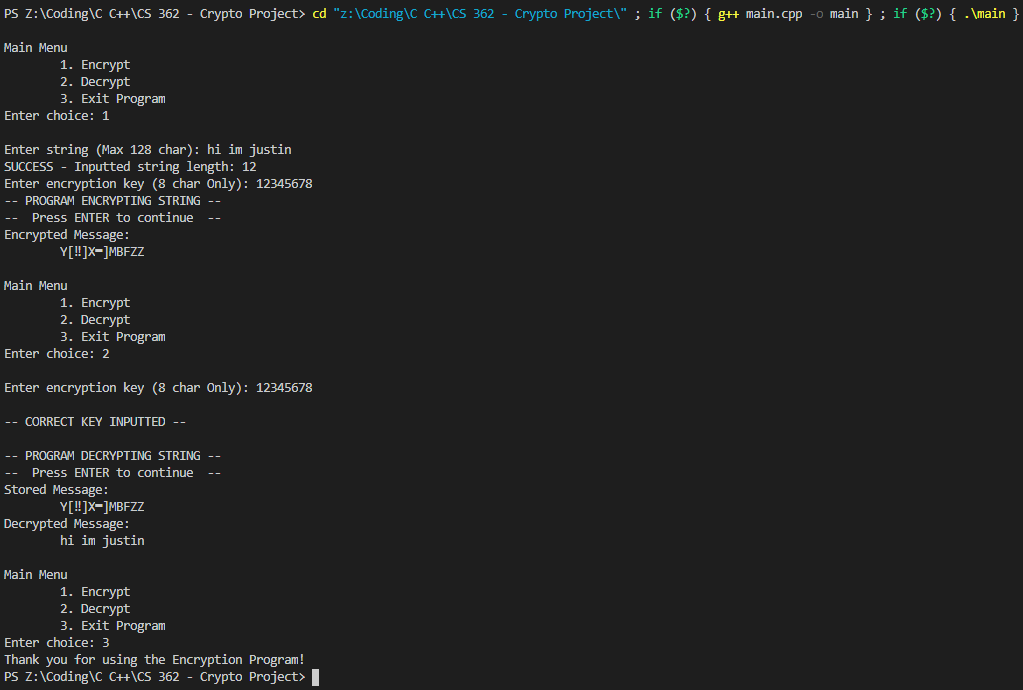 PS Z:\Coding\C C++\CS 362 - Crypto Project> cd "z:\Coding\C C++\CS 362 - Crypto Project\" ; if ($?) { g++ main.cpp -o main } ; if ($?) { .\main }
Main Menu
1. Encrypt
2. Decrypt
3. Exit Program
Enter choice: 1
Enter string (Max 128 char): hi im justin
SUCCESS - Inputted string length: 12
Enter encryption key (8 char Only): 12345678
-- PROGRAM ENCRYPTING STRING --
--  Press ENTER to continue  --
Encrypted Message:
Y[‼]X↔]MBFZZ
Main Menu
1. Encrypt
2. Decrypt
3. Exit Program
Enter choice: 2
Enter encryption key (8 char Only): 12345678
-- CORRECT KEY INPUTTED --
-- PROGRAM DECRYPTING STRING --
--  Press ENTER to continue  --
Stored Message:
Y[‼]X↔]MBFZZ
Decrypted Message:
hi im justin
Main Menu
1. Encrypt
2. Decrypt
3. Exit Program
Enter choice: 3
Thank you for using the Encryption Program!
PS Z:\Coding\C C++\CS 362 - Crypto Project>